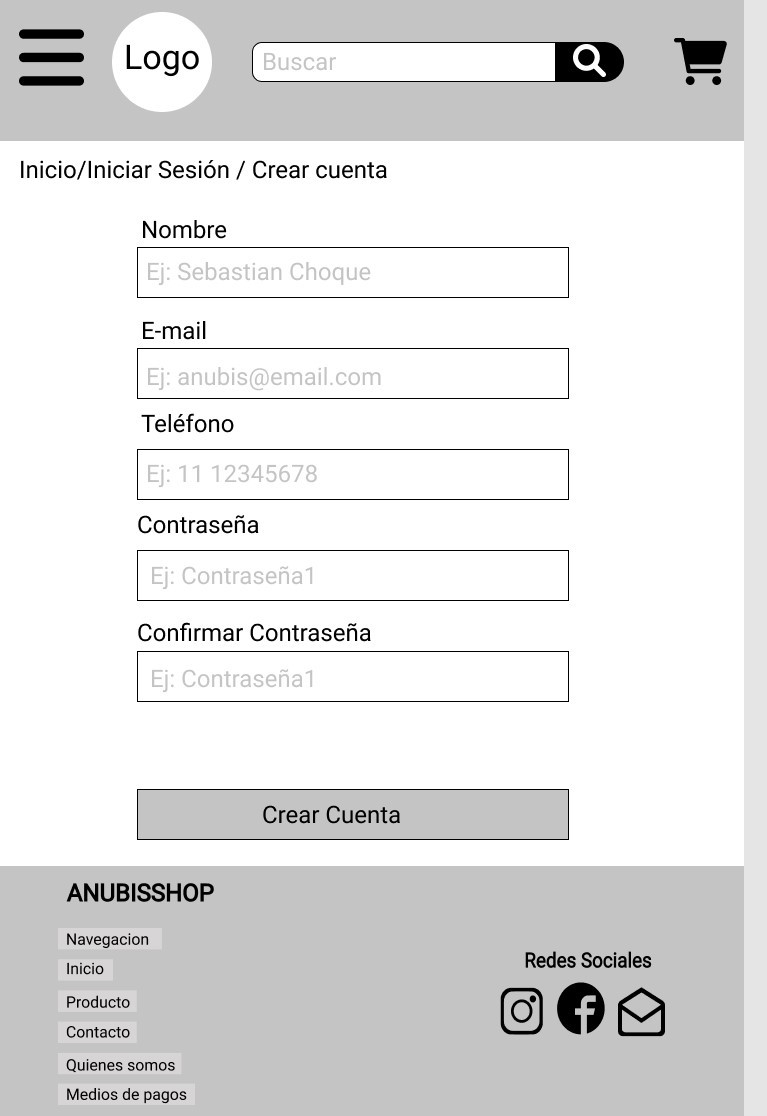 Logo
Buscar
Inicio/Iniciar Sesión / Crear cuenta
Nombre
Ej: Sebastian Choque
E-mail
Ej: anubis@email.com
Teléfono
Ej: 11 12345678
Contraseña
Ej: Contraseña1
Confirmar Contraseña
Ej: Contraseña1
Crear Cuenta
ANUBISSHOP
Navegacion
Inicio
Producto
Contacto
Quienes somos
Medios de pagos
Redes Sociales